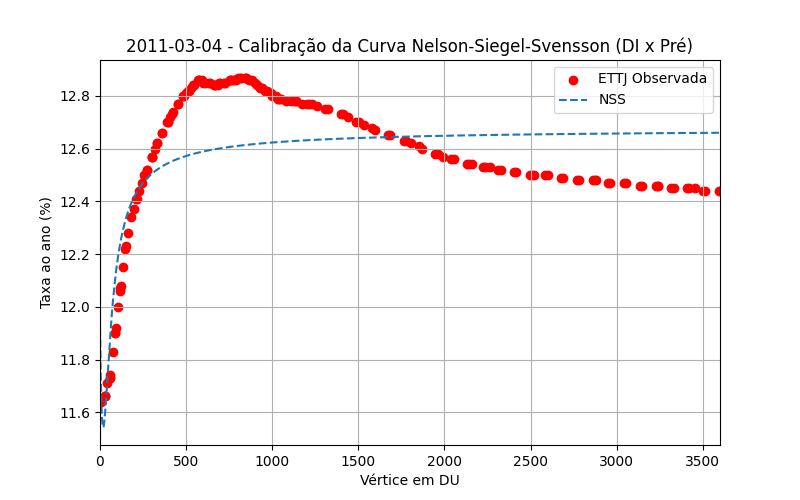 2011-03-04 - Calibração da Curva Nelson-Siegel-Svensson (DI x Pré)
ETTJ Observada
NSS
Taxa ao ano (%)
12.8
12.6
12.4
12.2
12.0
11.8
11.6
0 500 1000 1500 2000 2500 3000 3500
Vértice em DU